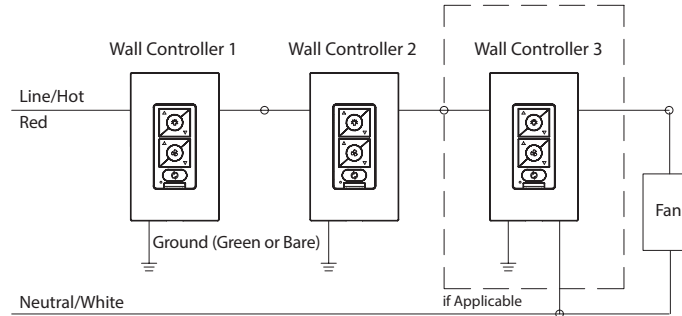 Wall Controller 1
Wall Controller 2
Wall Controller 3
Line/Hot
Red
Fan
Ground (Green or Bare)
Neutral/White
if Applicable